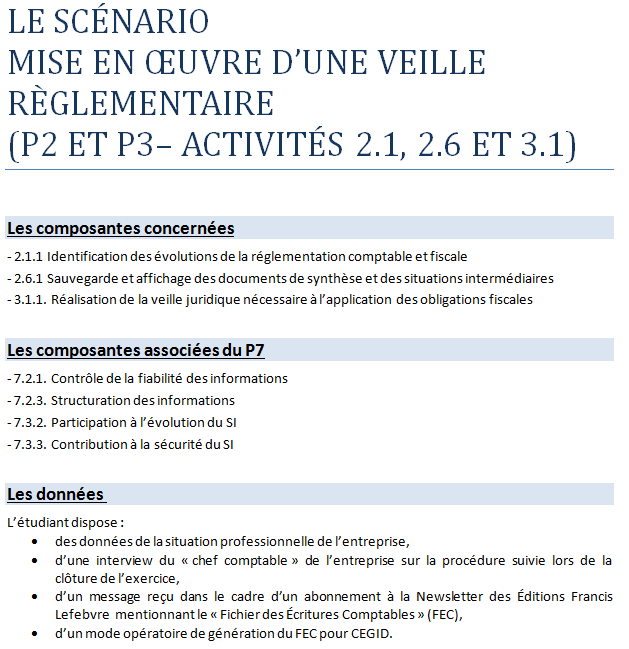 LE SCÉNARIO
MISE EN ŒUVRE D’UNE VEILLE
RÈGLEMENTAIRE
(P2 ET P3– ACTIVITÉS 2.1, 2.6 ET 3.1)
Les composantes concernées
- 2.1.1 Identification des évolutions de la réglementation comptable et fiscale
- 2.6.1 Sauvegarde et affichage des documents de synthèse et des situations intermédiaires
- 3.1.1. Réalisation de la veille juridique nécessaire à l’application des obligations fiscales
Les composantes associées du P7
- 7.2.1. Contrôle de la fiabilité des informations
- 7.2.3. Structuration des informations
- 7.3.2. Participation à l’évolution du SI
- 7.3.3. Contribution à la sécurité du SI
Les données
L’étudiant dispose :
• des données de la situation professionnelle de l’entreprise,
• d’une interview du « chef comptable » de l’entreprise sur la procédure suivie lors de la
clôture de l’exercice,
• d’un message reçu dans le cadre d’un abonnement à la Newsletter des Éditions Francis
Lefebvre mentionnant le « Fichier des Écritures Comptables » (FEC),
• d’un mode opératoire de génération du FEC pour CEGID.